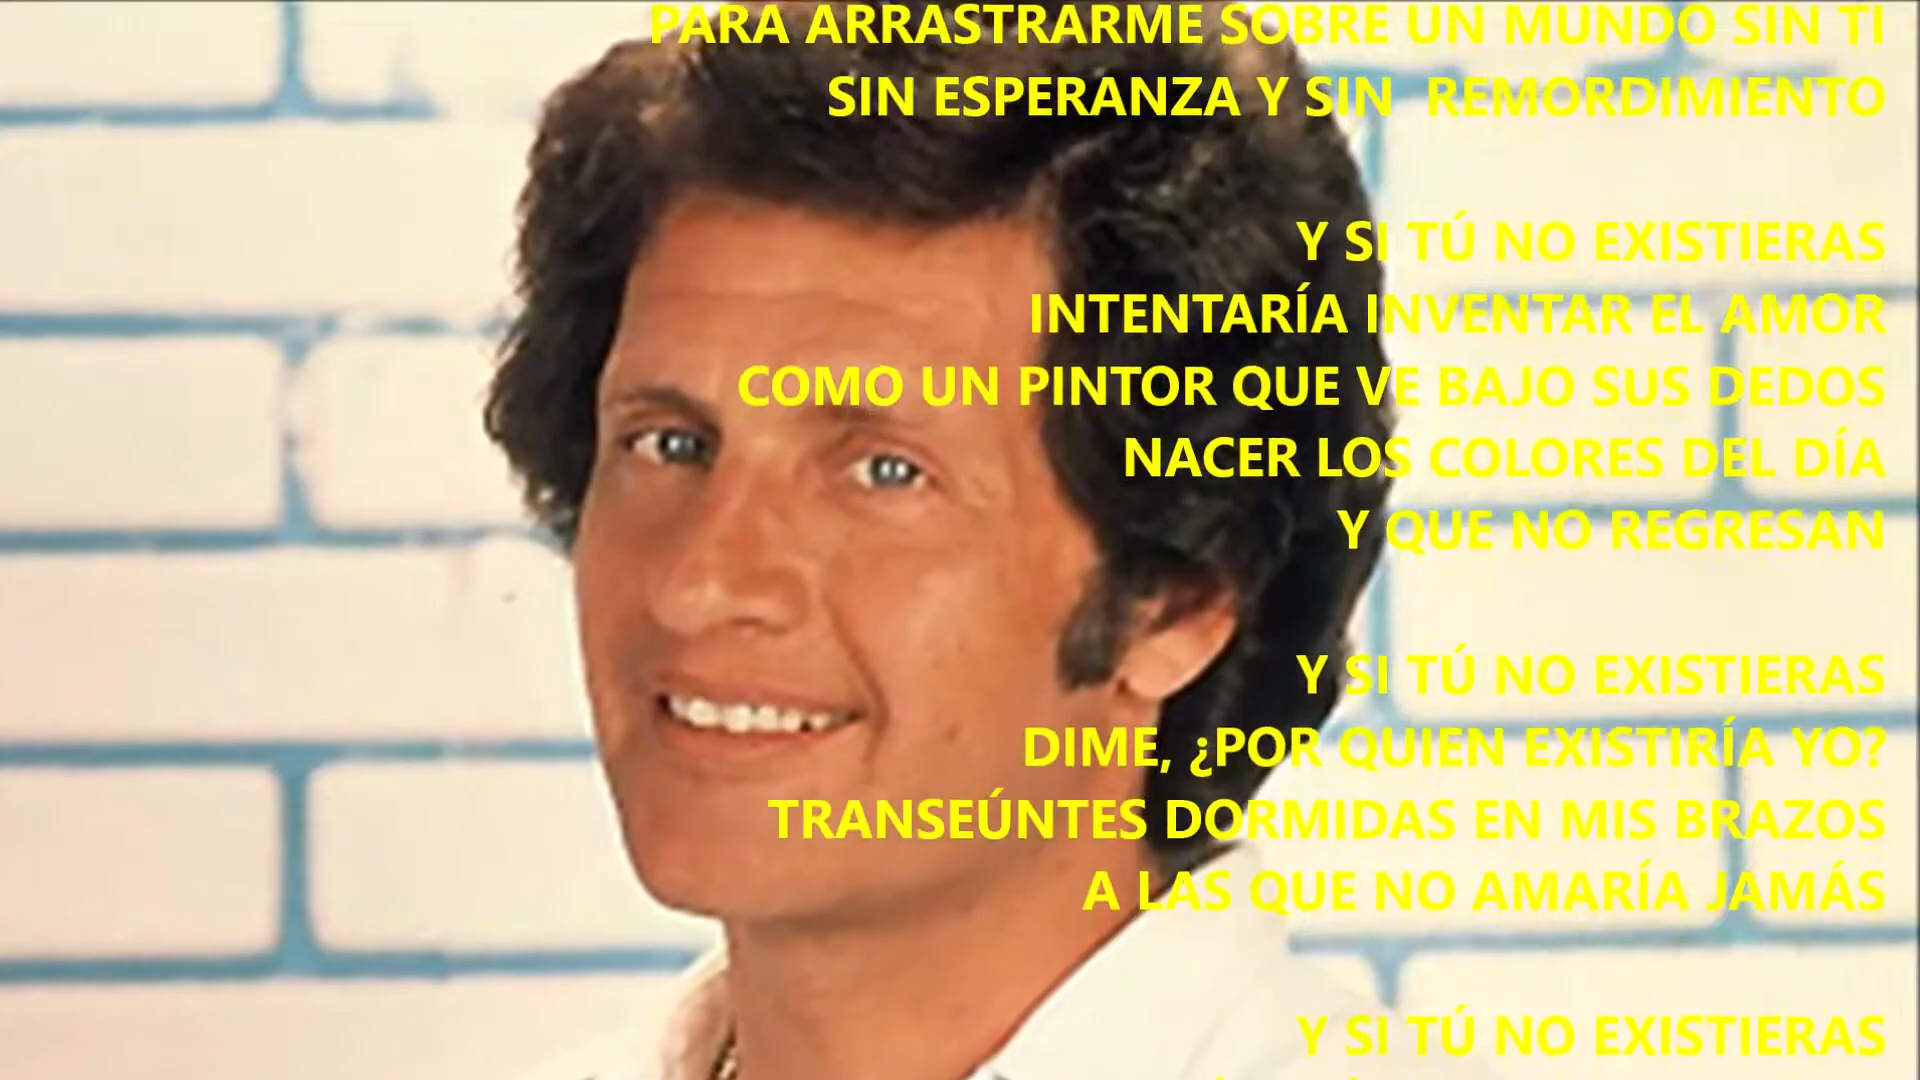 PARA ARRASTRARME SOBRE UN MUNDO SIN TI
SIN ESPERANZA Y SIN REMORDIMIENTO
Y SI TÚ NO EXISTIERAS
INTENTARÍA INVENTAR EL AMOR
COMO UN PINTOR QUE VE BAJO SUS DEDOS
NACER LOS COLORES DEL DÍA
Y QUE NO REGRESAN
Y SI TÚ NO EXISTIERAS
DIME, ¿POR QUIEN EXISTIRÍA YO?
TRANSEÚNTES DORMIDAS EN MIS BRAZOS
A LAS QUE NO AMARÍA JAMÁS
Y SI TÚ NO EXISTIERAS